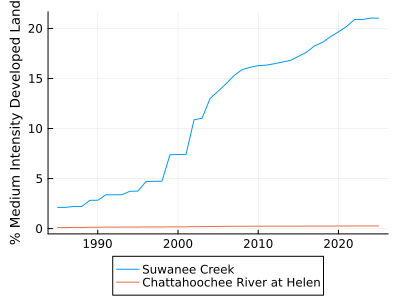 % Medium Intensity Developed Land
20
15
10
5
0
1990 2000 2010 2020
Suwanee Creek
Chattahoochee River at Helen